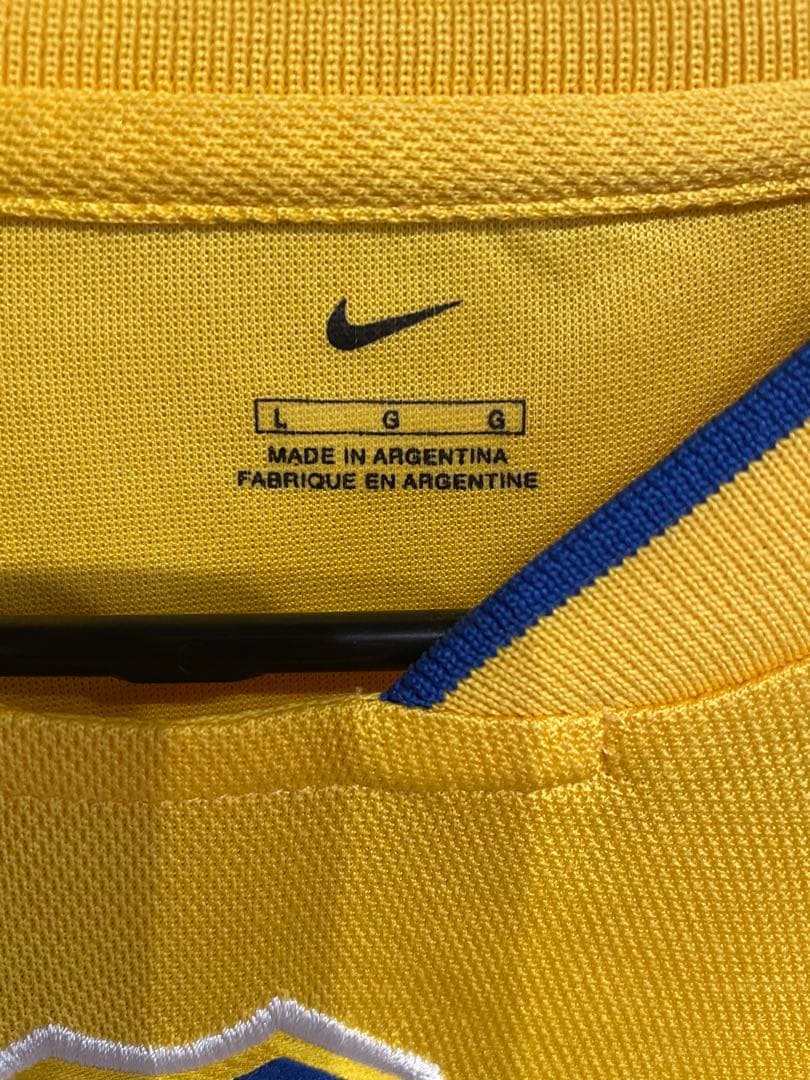 L G G
MADE IN ARGENTINA
FABRIQUE EN ARGENTINE